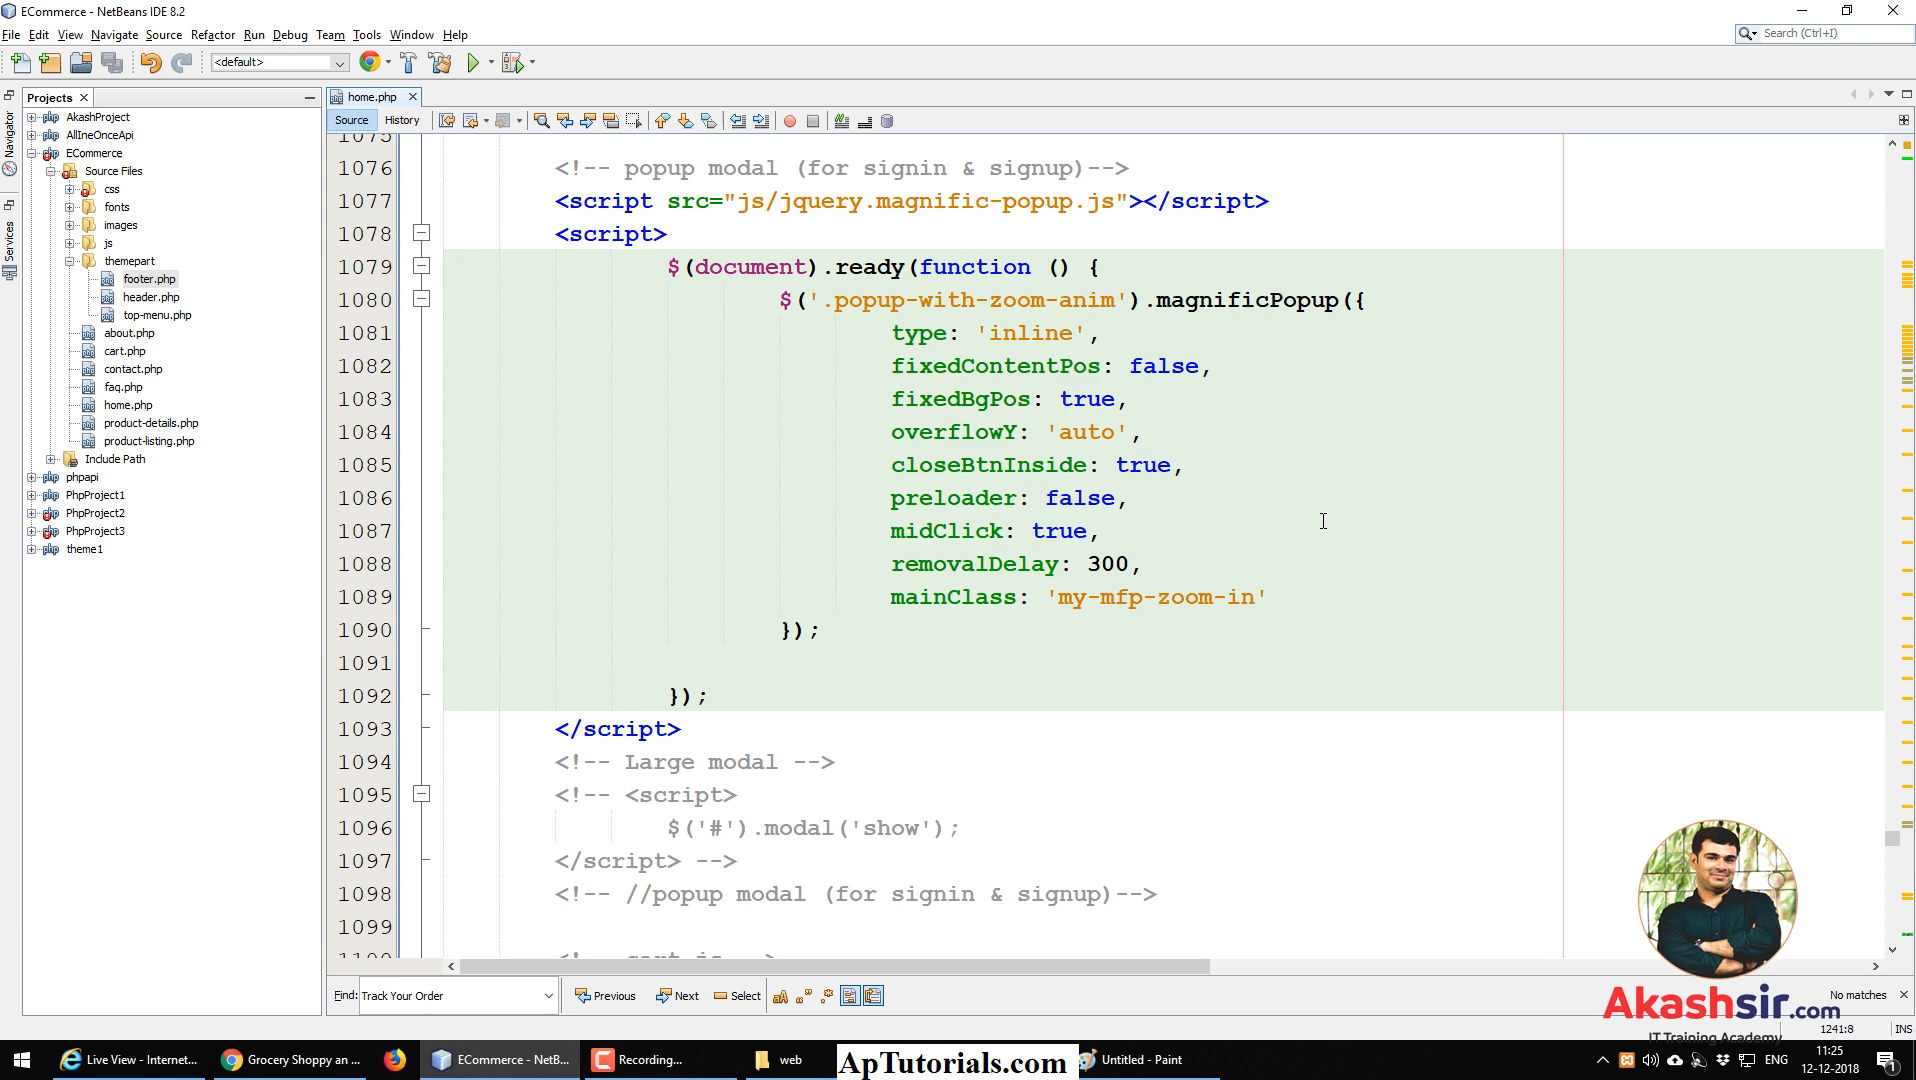 ECommerce - NetBeans IDE 8.2
File Edit View Navigate Source Refactor Run Debug Team Tools Window Help
Search (Ctrl+I)
<default>
Projects
home.php
Navigator
Services
AkashProject
AllIneOnceApi
ECommerce
Source Files
css
fonts
images
js
themepart
footer.php
header.php
top-menu.php
about.php
cart.php
contact.php
faq.php
home.php
product-details.php
product-listing.php
Include Path
phpapi
PhpProject1
PhpProject2
PhpProject3
theme1
Source History
1075
1076 <!-- popup modal (for signin & signup)-->
1077 <script src="js/jquery.magnific-popup.js"></script>
1078 <script>
1079 $(document).ready(function () {
1080 $('.popup-with-zoom-anim').magnificPopup({
1081 type: 'inline',
1082 fixedContentPos: false,
1083 fixedBgPos: true,
1084 overflowY: 'auto',
1085 closeBtnInside: true,
1086 preloader: false,
1087 midClick: true,
1088 removalDelay: 300,
1089 mainClass: 'my-mfp-zoom-in'
1090 });
1091
1092 });
1093 </script>
1094 <!-- Large modal -->
1095 <!-- <script>
1096 $('#').modal('show');
1097 </script> -->
1098 <!-- //popup modal (for signin & signup)-->
1099
Find: Track Your Order
Previous Next Select
No matches
Akashsir.com
IT Training Academy
1241:8 INS
Live View - Internet...
Grocery Shoppy an ...
ECommerce - NetB...
Recording...
web
ApTutorials.com
Untitled - Paint
ENG
11:25
12-12-2018
1